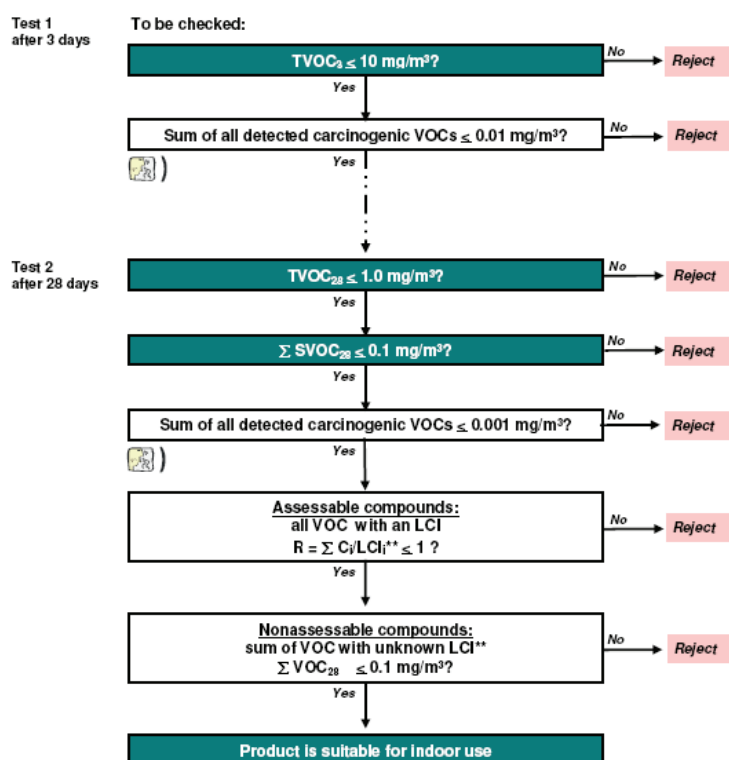 Test 1
after 3 days
To be checked:
TVOC₃ ≤ 10 mg/m³?
No
Reject
Yes
Sum of all detected carcinogenic VOCs ≤ 0.01 mg/m³?
No
Reject
)
Yes
Test 2
after 28 days
TVOC₂₈ ≤ 1.0 mg/m³?
No
Reject
Yes
∑ SVOC₂₈ ≤ 0.1 mg/m³?
No
Reject
Yes
Sum of all detected carcinogenic VOCs ≤ 0.001 mg/m³?
No
Reject
)
Yes
Assessable compounds:
all VOC with an LCI
R = ∑ Cᵢ/LCIᵢ** ≤ 1 ?
No
Reject
Yes
Nonassessable compounds:
sum of VOC with unknown LCI**
∑ VOC₂₈ ≤ 0.1 mg/m³?
No
Reject
Yes
Product is suitable for indoor use